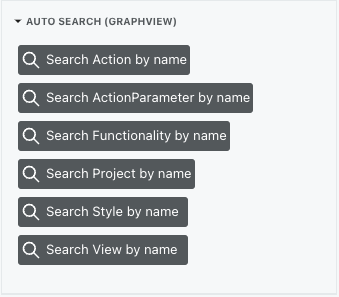 AUTO SEARCH (GRAPHVIEW)
Search Action by name
Search ActionParameter by name
Search Functionality by name
Search Project by name
Search Style by name
Search View by name